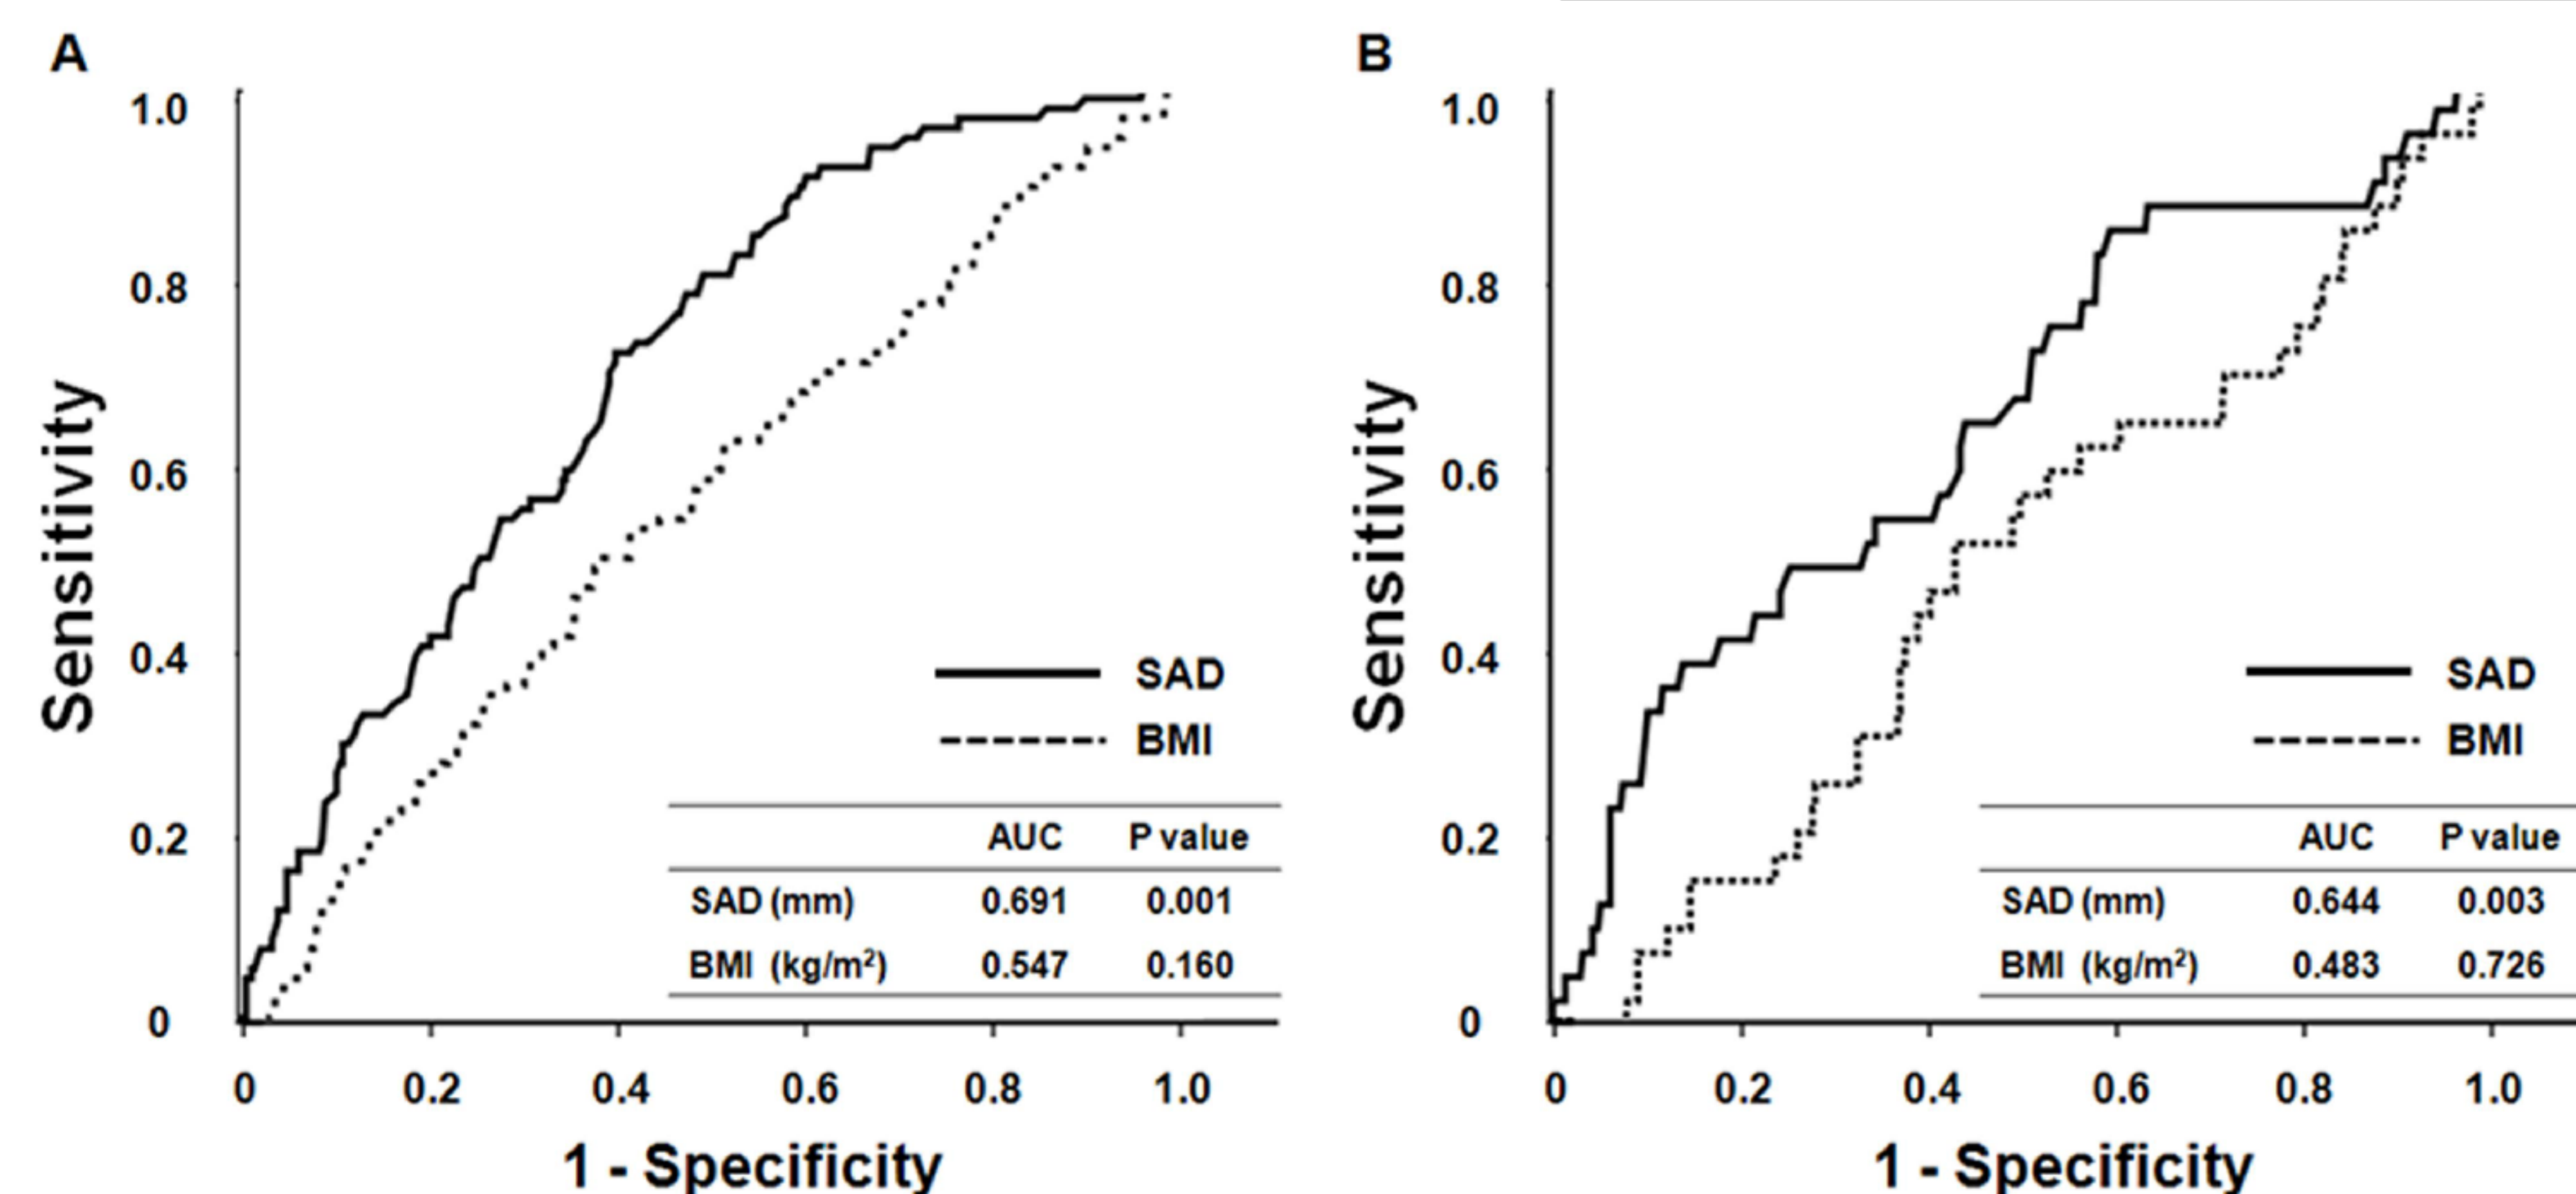 A
1.0
0.8
0.6
0.4
0.2
0
Sensitivity
SAD
BMI
AUC P value
SAD (mm) 0.691 0.001
BMI (kg/m²) 0.547 0.160
0 0.2 0.4 0.6 0.8 1.0
1 - Specificity
B
1.0
0.8
0.6
0.4
0.2
0
Sensitivity
SAD
BMI
AUC P value
SAD (mm) 0.644 0.003
BMI (kg/m²) 0.483 0.726
0 0.2 0.4 0.6 0.8 1.0
1 - Specificity